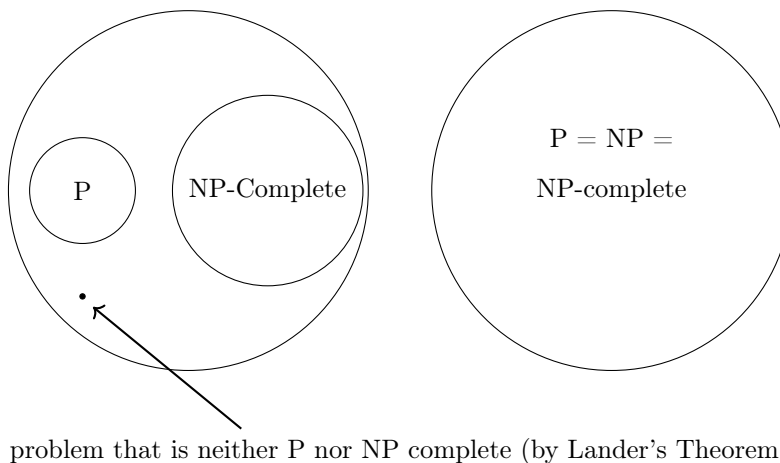 P = NP =
P
NP-Complete
NP-complete
problem that is neither P nor NP complete (by Lander's Theorem